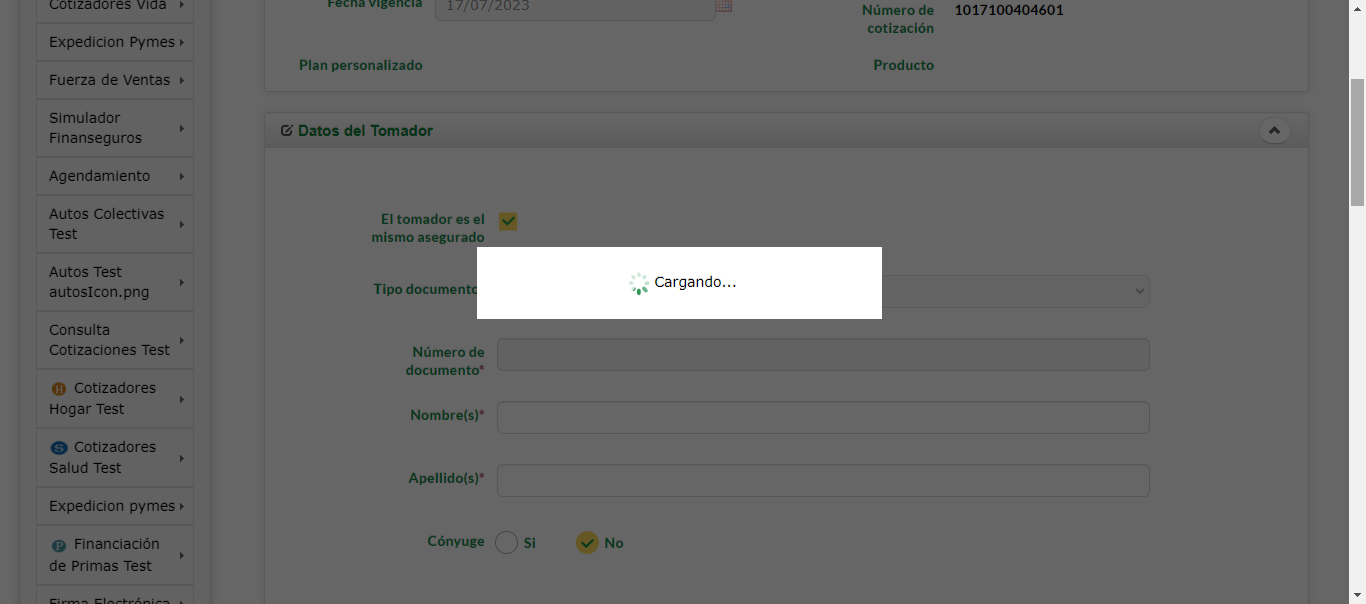 Cotizadores Vida
Expedicion Pymes
Fuerza de Ventas
Simulador
Finanseguros
Agendamiento
Autos Colectivas
Test
Autos Test
autosIcon.png
Consulta
Cotizaciones Test
H Cotizadores
Hogar Test
S Cotizadores
Salud Test
Expedicion pymes
P Financiación
de Primas Test
Firma Electrónica
Fecha vigencia 17/07/2023
Número de
cotización
1017100404601
Plan personalizado
Producto
Datos del Tomador
El tomador es el
mismo asegurado
Tipo documento
Cargando...
Número de
documento*
Nombre(s)*
Apellido(s)*
Cónyuge Si No